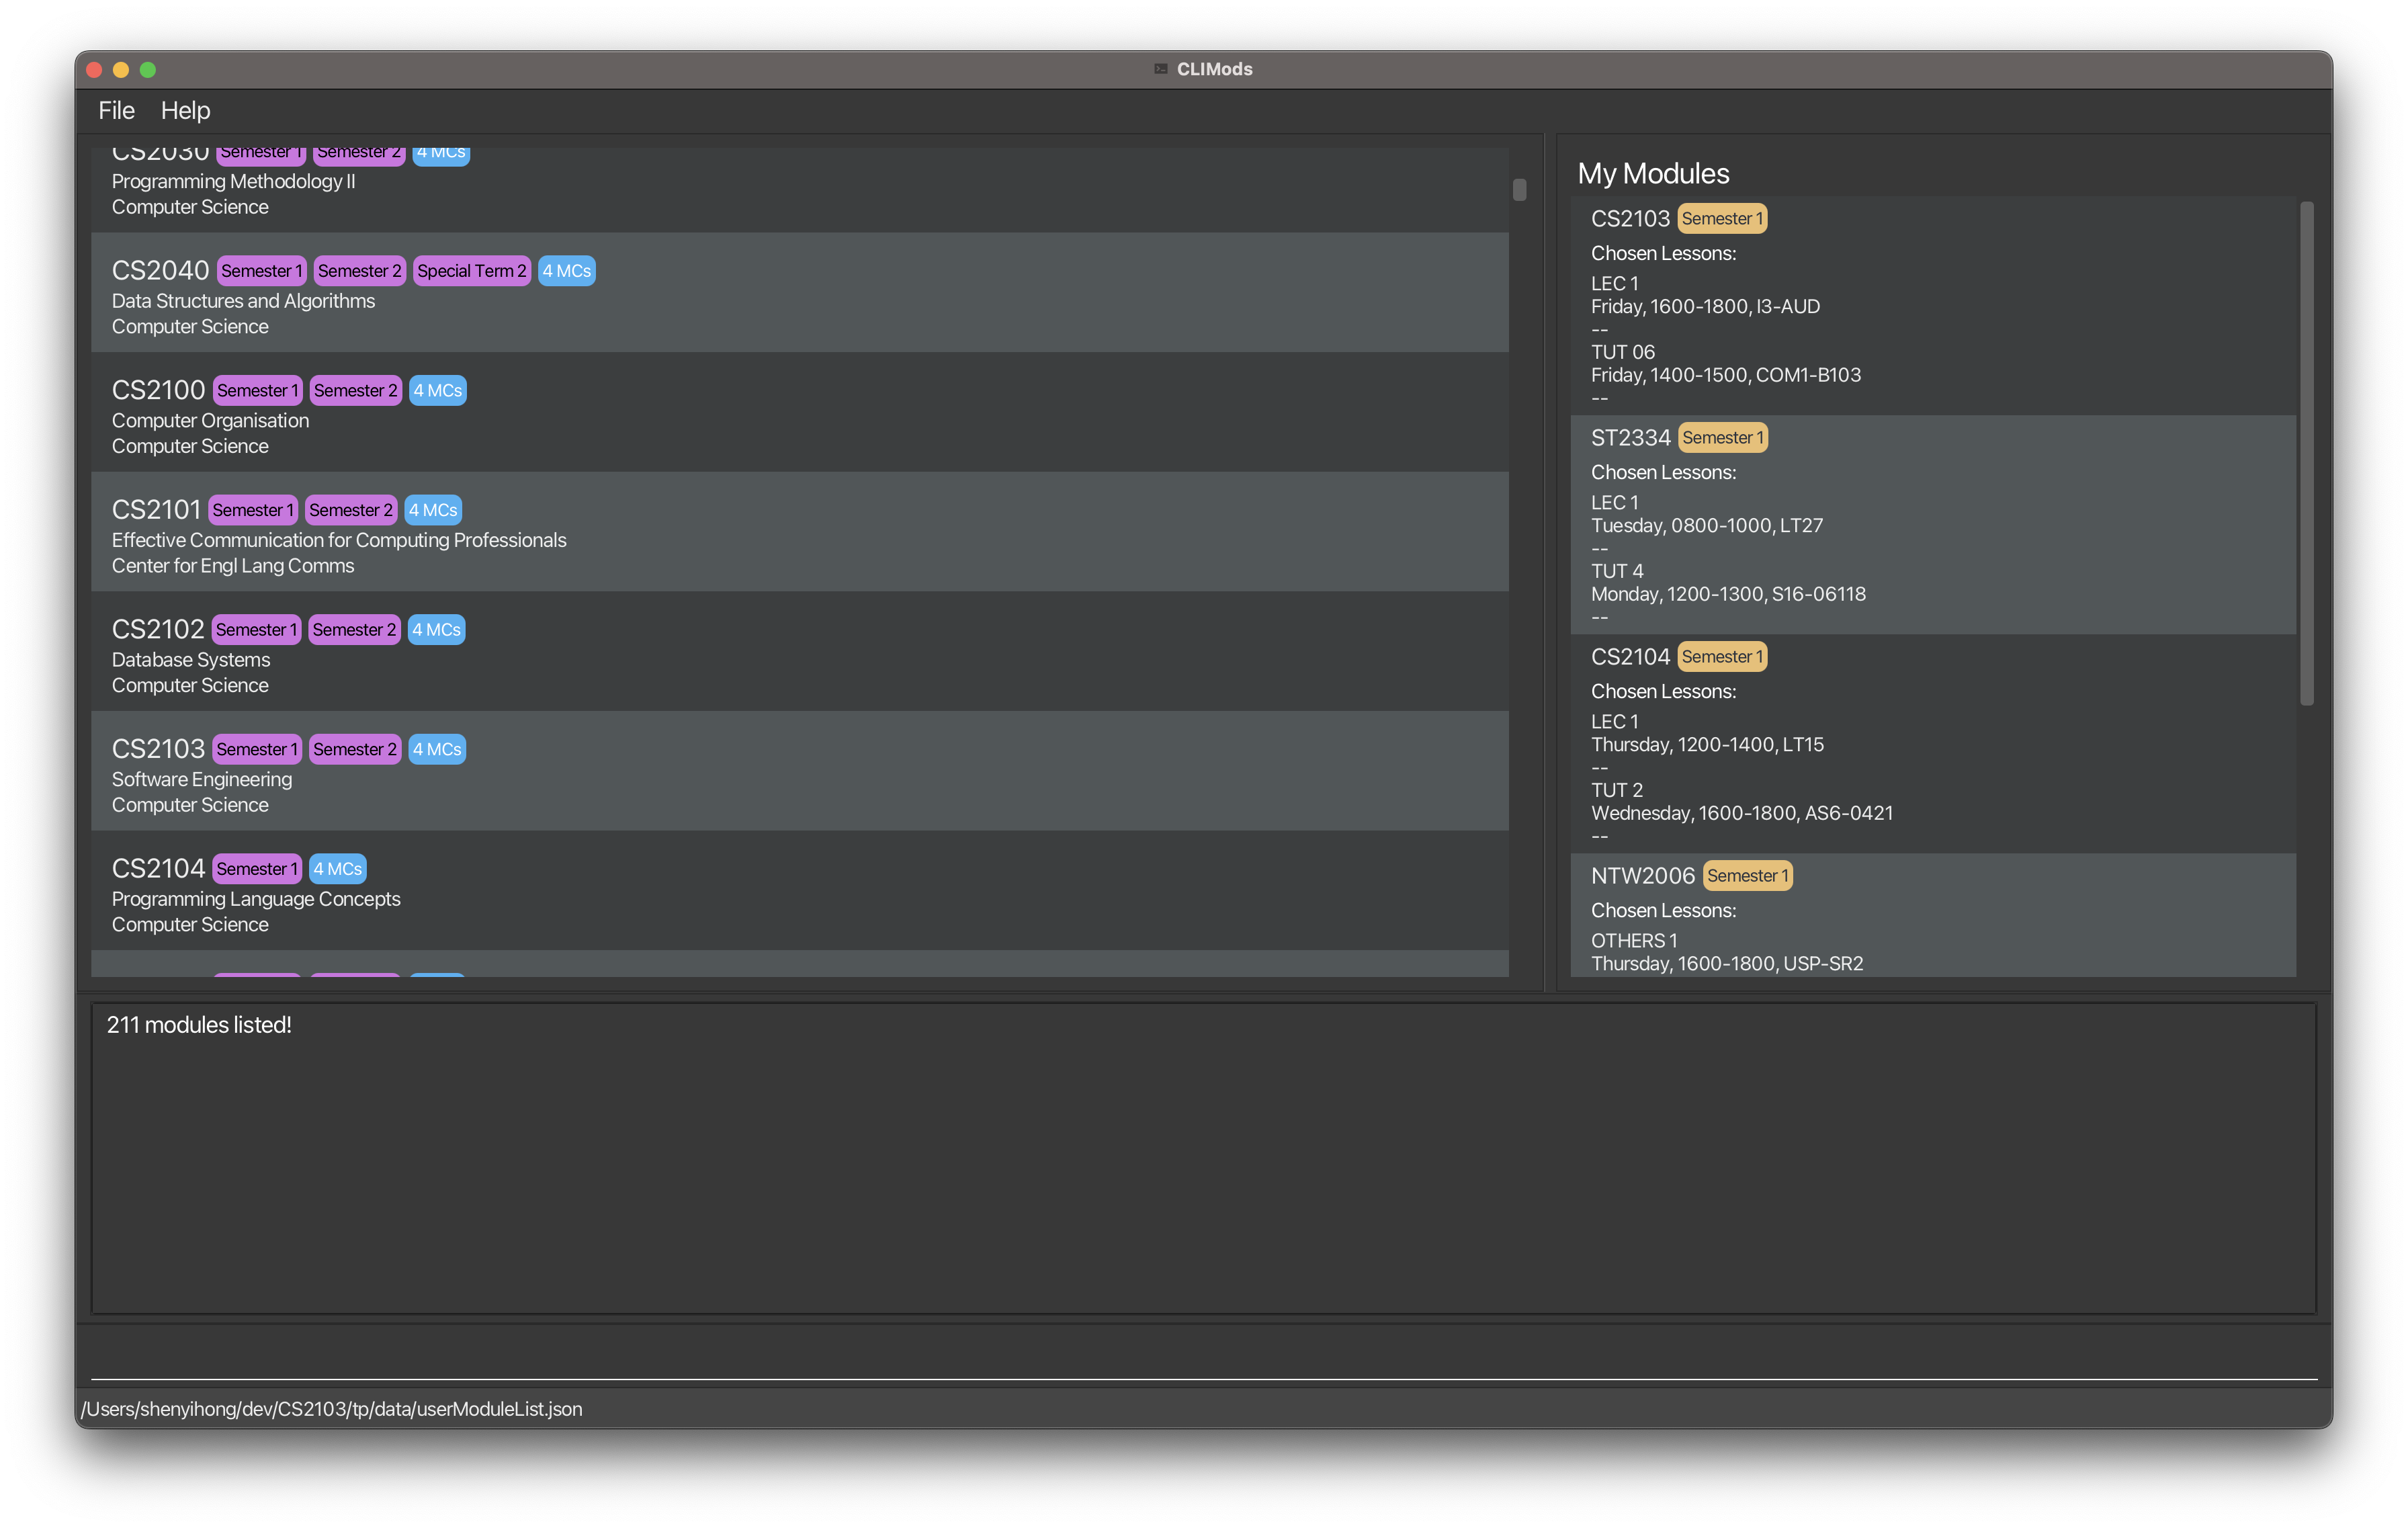 CLIMods
File Help
CS2030 Semester 1 Semester 2 4 MCs
Programming Methodology II
Computer Science
CS2040 Semester 1 Semester 2 Special Term 2 4 MCs
Data Structures and Algorithms
Computer Science
CS2100 Semester 1 Semester 2 4 MCs
Computer Organisation
Computer Science
CS2101 Semester 1 Semester 2 4 MCs
Effective Communication for Computing Professionals
Center for Engl Lang Comms
CS2102 Semester 1 Semester 2 4 MCs
Database Systems
Computer Science
CS2103 Semester 1 Semester 2 4 MCs
Software Engineering
Computer Science
CS2104 Semester 1 4 MCs
Programming Language Concepts
Computer Science
My Modules
CS2103 Semester 1
Chosen Lessons:
LEC 1
Friday, 1600-1800, I3-AUD
--
TUT 06
Friday, 1400-1500, COM1-B103
--
ST2334 Semester 1
Chosen Lessons:
LEC 1
Tuesday, 0800-1000, LT27
--
TUT 4
Monday, 1200-1300, S16-06118
--
CS2104 Semester 1
Chosen Lessons:
LEC 1
Thursday, 1200-1400, LT15
--
TUT 2
Wednesday, 1600-1800, AS6-0421
--
NTW2006 Semester 1
Chosen Lessons:
OTHERS 1
Thursday, 1600-1800, USP-SR2
211 modules listed!
/Users/shenyihong/dev/CS2103/tp/data/userModuleList.json